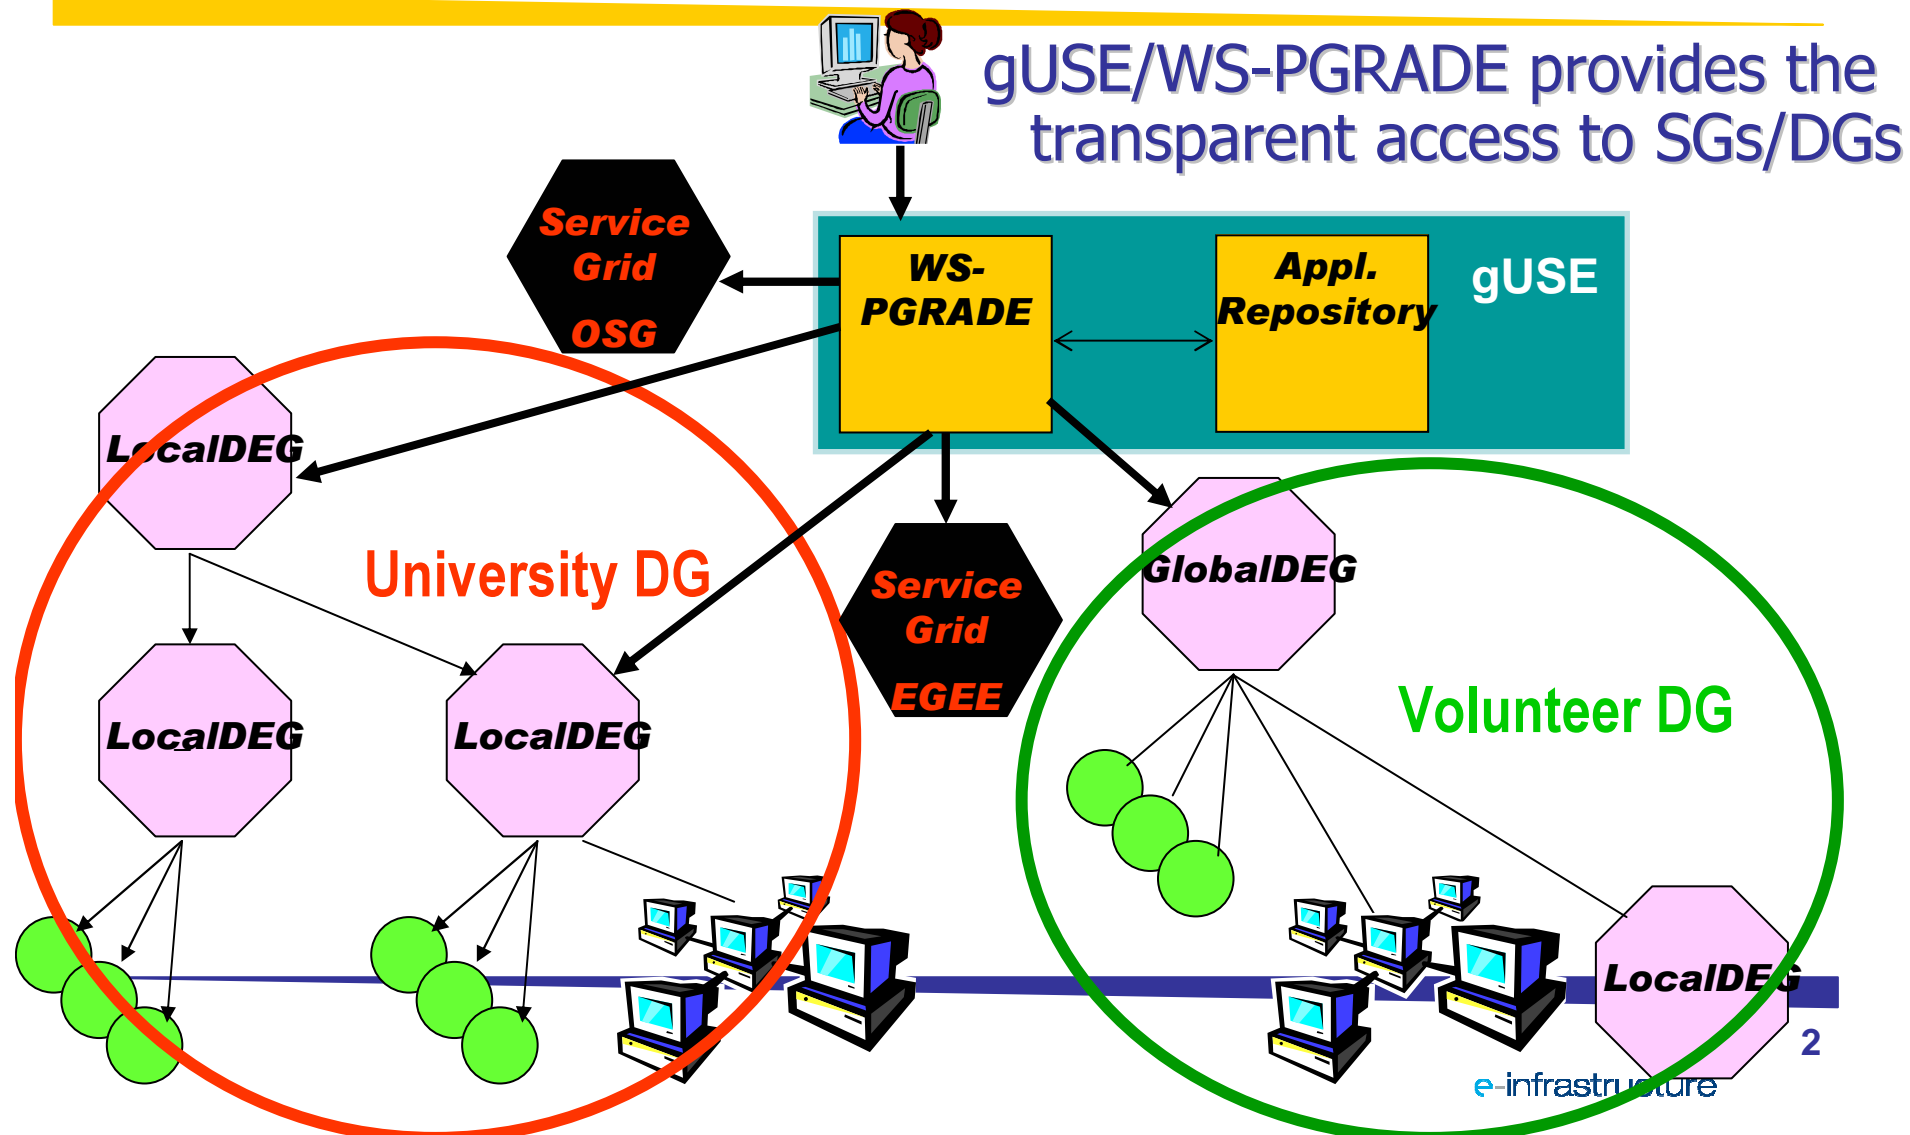 gUSE/WS-PGRADE provides the
transparent access to SGs/DGs
Service
Grid
OSG
WS-
PGRADE
Appl.
Repository
gUSE
LocalDEG
University DG
Service
Grid
EGEE
GlobalDEG
LocalDEG
LocalDEG
Volunteer DG
LocalDEG
2
e-infrastructure